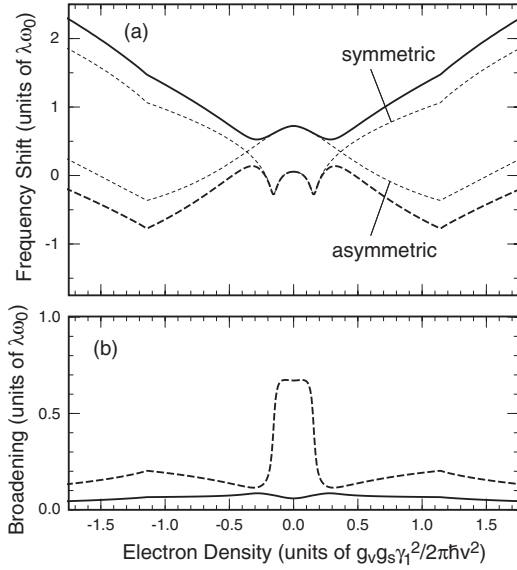 (a)
symmetric
asymmetric
Frequency Shift (units of λω0)
2
1
0
-1
(b)
Broadening (units of λω0)
1.0
0.5
0.0
-1.5 -1.0 -0.5 0.0 0.5 1.0 1.5
Electron Density (units of gvgsγ1²/2πħv²)